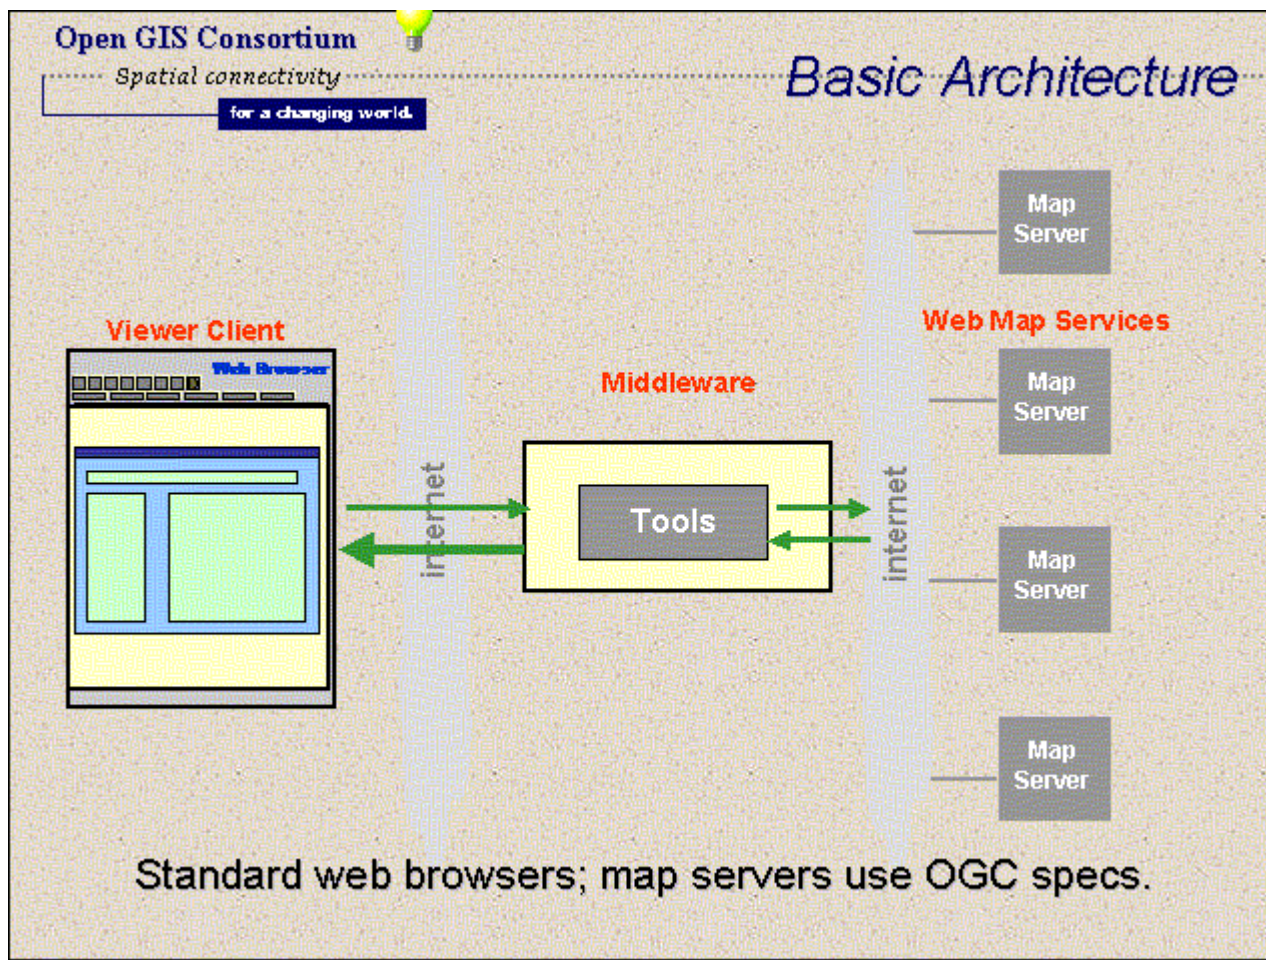 Open GIS Consortium
Spatial connectivity
for a changing world.
Basic Architecture
Map
Server
Viewer Client
Web Map Services
Web Browser
Map
Server
Middleware
internet
Tools
internet
Map
Server
Map
Server
Standard web browsers; map servers use OGC specs.